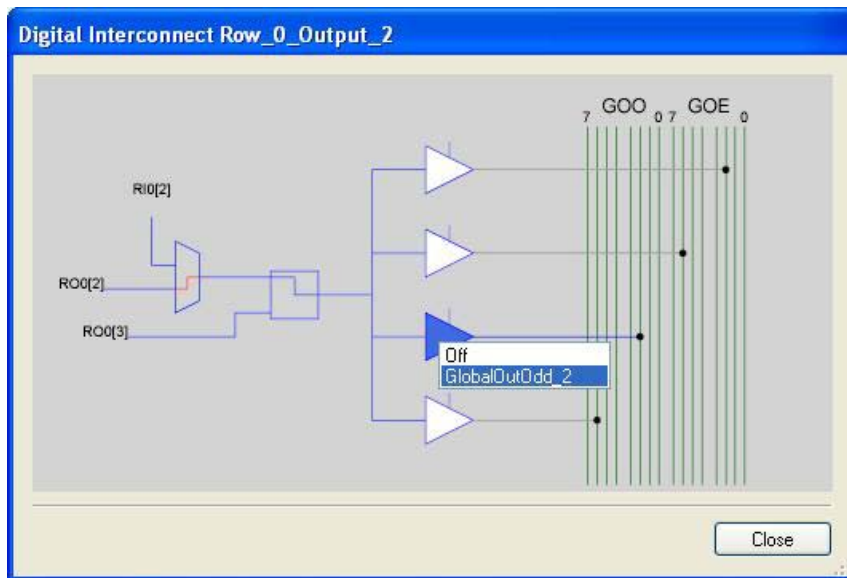 Digital Interconnect Row_0_Output_2
GOO GOE
7 0 7 0
RI0[2]
RO0[2]
RO0[3]
Off
GlobalOutOdd_2
Close